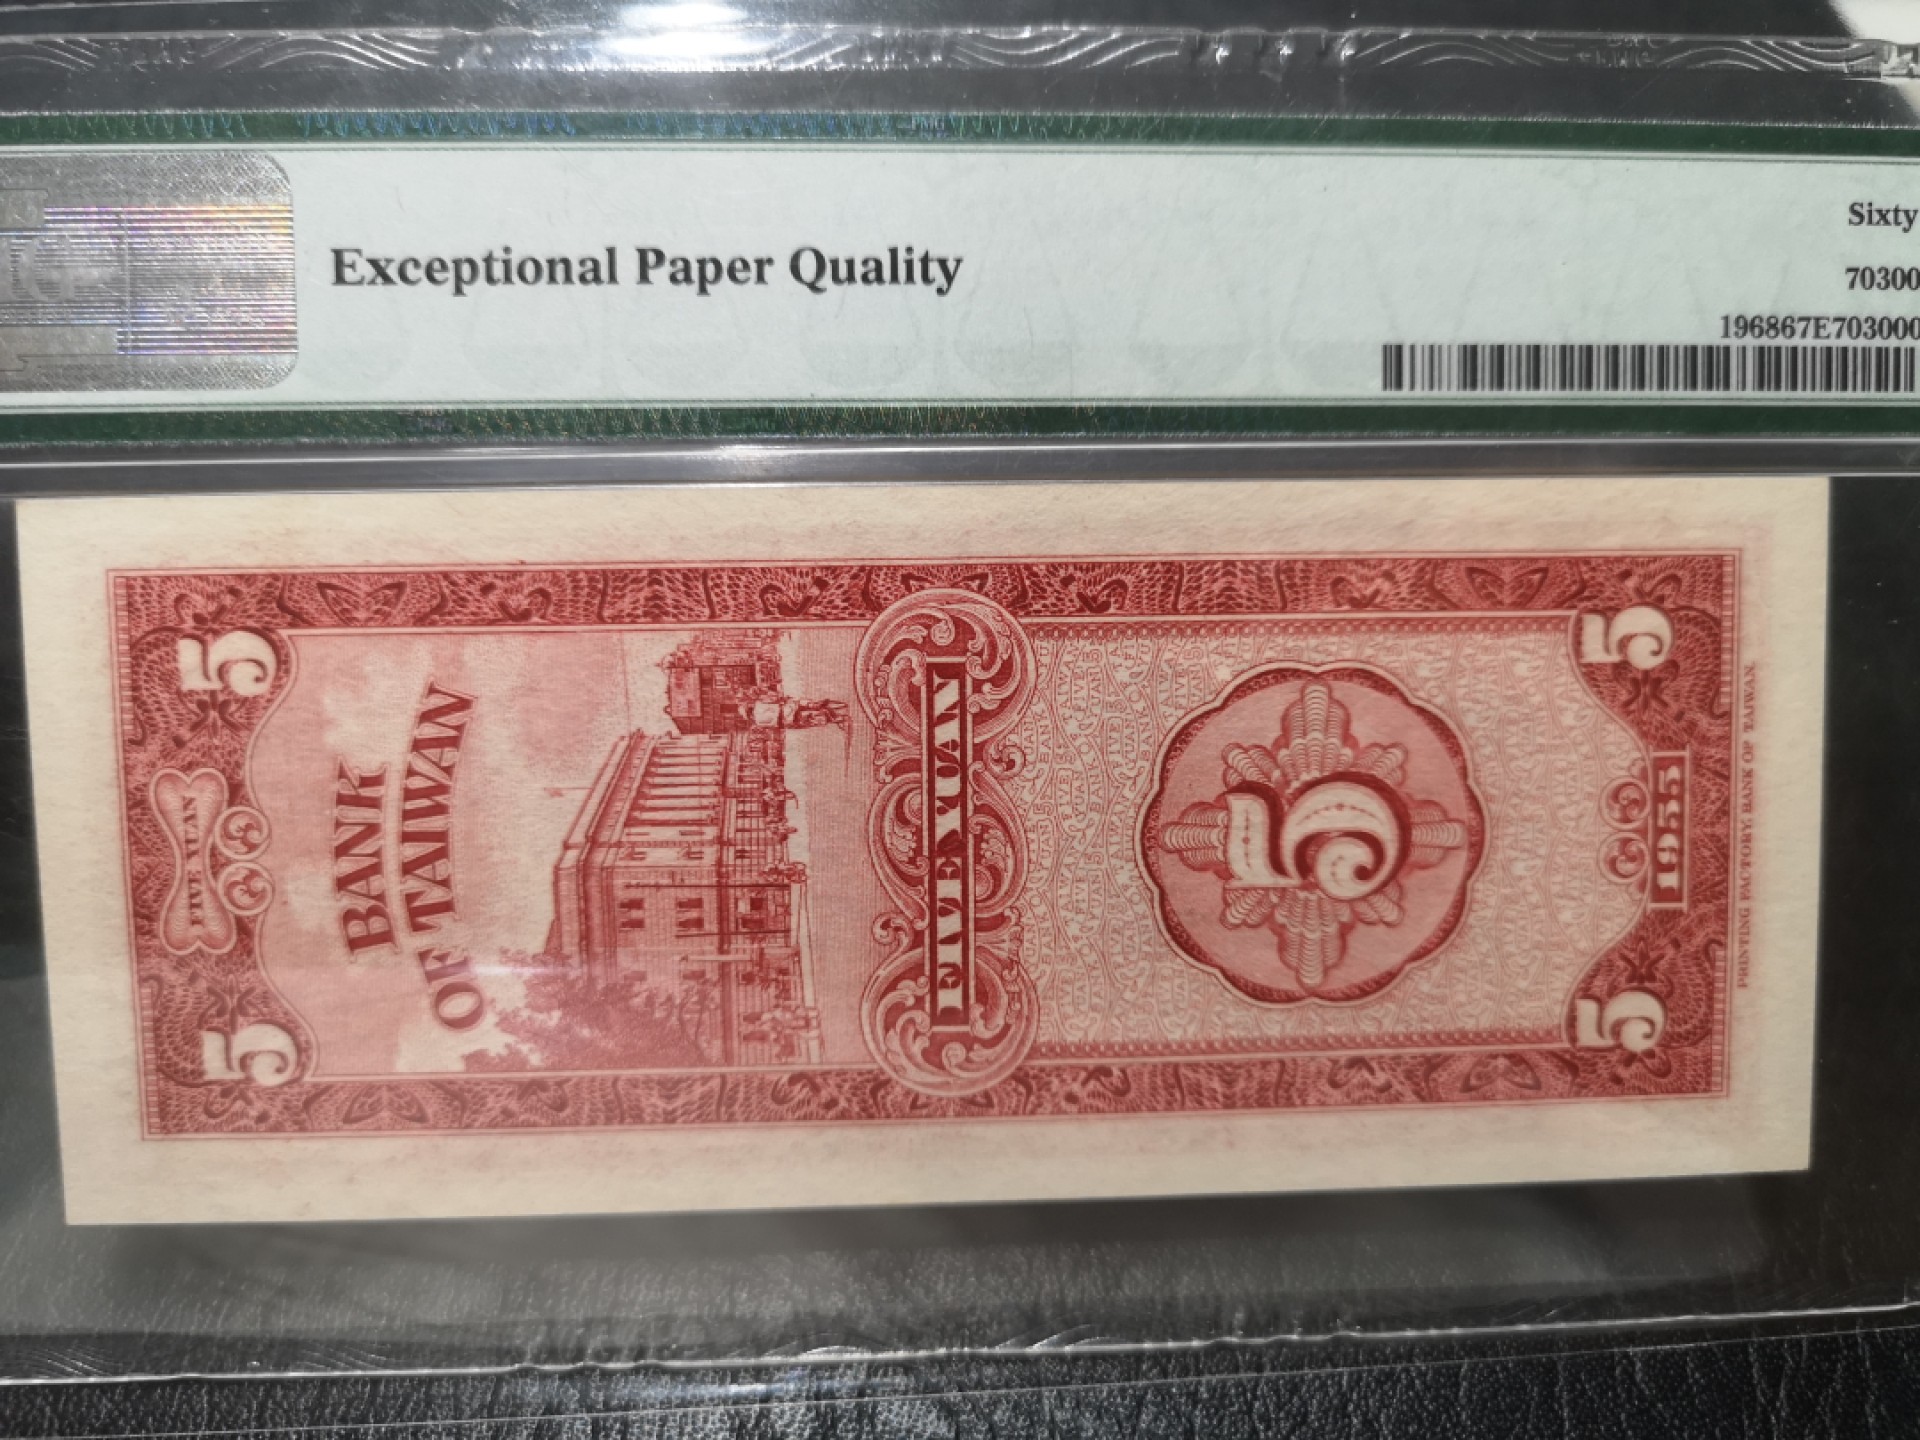 Exceptional Paper Quality
Sixty
70300
196867E703000
5
5
BANK
OF TAIWAN
FIVE YUAN
FIVE YUAN
5
5
5
1955
PRINTING FACTORY, BANK OF TAIWAN